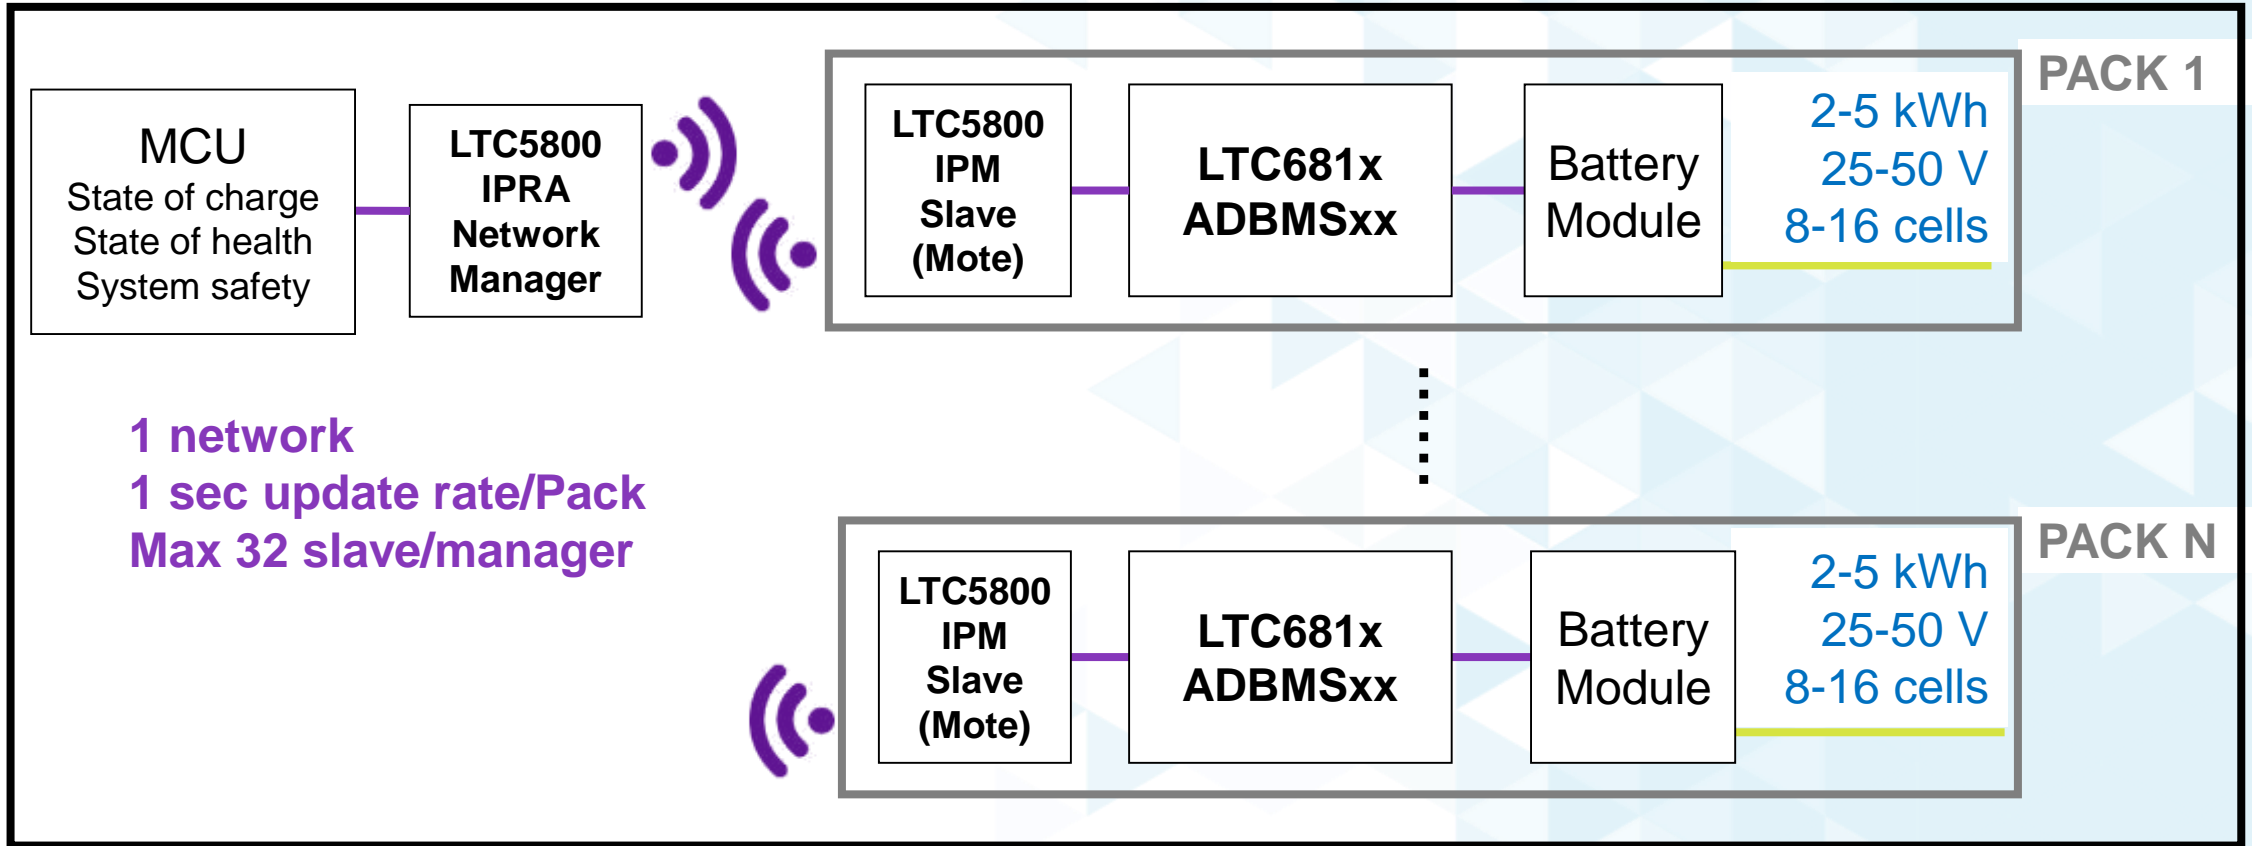 MCU
State of charge
State of health
System safety
LTC5800
IPRA
Network
Manager
LTC5800
IPM
Slave
(Mote)
LTC681x
ADBMSxx
Battery
Module
2-5 kWh
25-50 V
8-16 cells
PACK 1
1 network
1 sec update rate/Pack
Max 32 slave/manager
LTC5800
IPM
Slave
(Mote)
LTC681x
ADBMSxx
Battery
Module
2-5 kWh
25-50 V
8-16 cells
PACK N